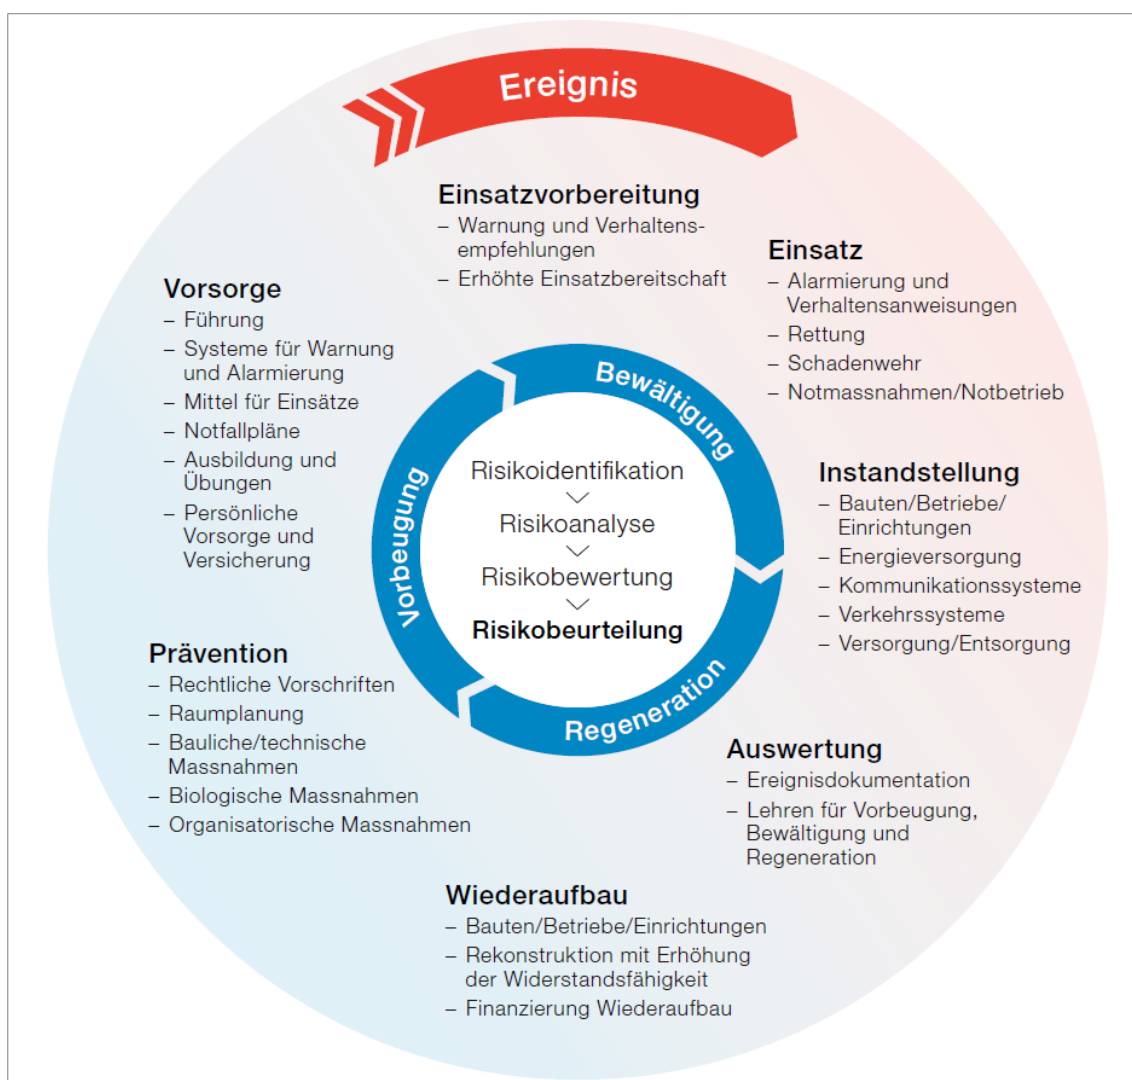 Ereignis
Einsatzvorbereitung
– Warnung und Verhaltens-
empfehlungen
– Erhöhte Einsatzbereitschaft
Einsatz
– Alarmierung und
Verhaltensanweisungen
– Rettung
– Schadenwehr
– Notmassnahmen/Notbetrieb
Instandstellung
– Bauten/Betriebe/
Einrichtungen
– Energieversorgung
– Kommunikationssysteme
– Verkehrssysteme
– Versorgung/Entsorgung
Auswertung
– Ereignisdokumentation
– Lehren für Vorbeugung,
Bewältigung und
Regeneration
Wiederaufbau
– Bauten/Betriebe/Einrichtungen
– Rekonstruktion mit Erhöhung
der Widerstandsfähigkeit
– Finanzierung Wiederaufbau
Prävention
– Rechtliche Vorschriften
– Raumplanung
– Bauliche/technische
Massnahmen
– Biologische Massnahmen
– Organisatorische Massnahmen
Vorsorge
– Führung
– Systeme für Warnung
und Alarmierung
– Mittel für Einsätze
– Notfallpläne
– Ausbildung und
Übungen
– Persönliche
Vorsorge und
Versicherung
Bewältigung
Regeneration
Vorbeugung
Risikoidentifikation
Risikoanalyse
Risikobewertung
Risikobeurteilung